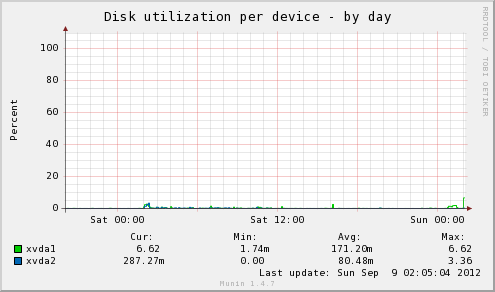 Disk utilization per device - by day
RRDTOOL / TOBI OETIKER
Percent
100
80
60
40
20
0
Sat 00:00 Sat 12:00 Sun 00:00
Cur: Min: Avg: Max:
xvda1 6.62 1.74m 171.20m 6.62
xvda2 287.27m 0.00 80.48m 3.36
Last update: Sun Sep  9 02:05:04 2012
Munin 1.4.7